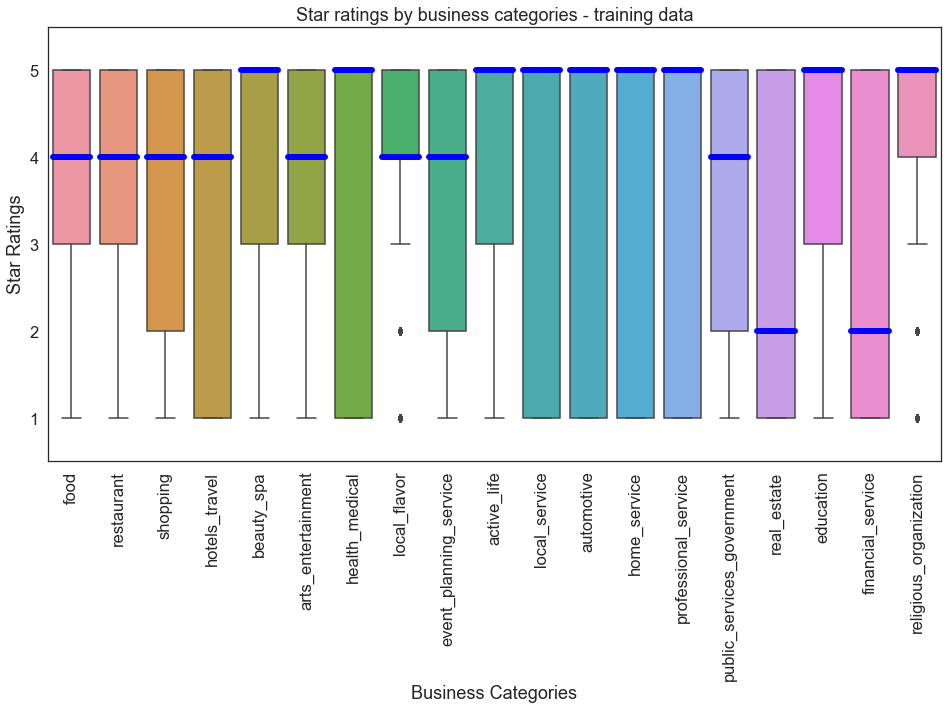 Star ratings by business categories - training data
Star Ratings
5
4
3
2
1
food
restaurant
shopping
hotels_travel
beauty_spa
arts_entertainment
health_medical
local_flavor
event_planning_service
active_life
local_service
automotive
home_service
professional_service
public_services_government
real_estate
education
financial_service
religious_organization
Business Categories